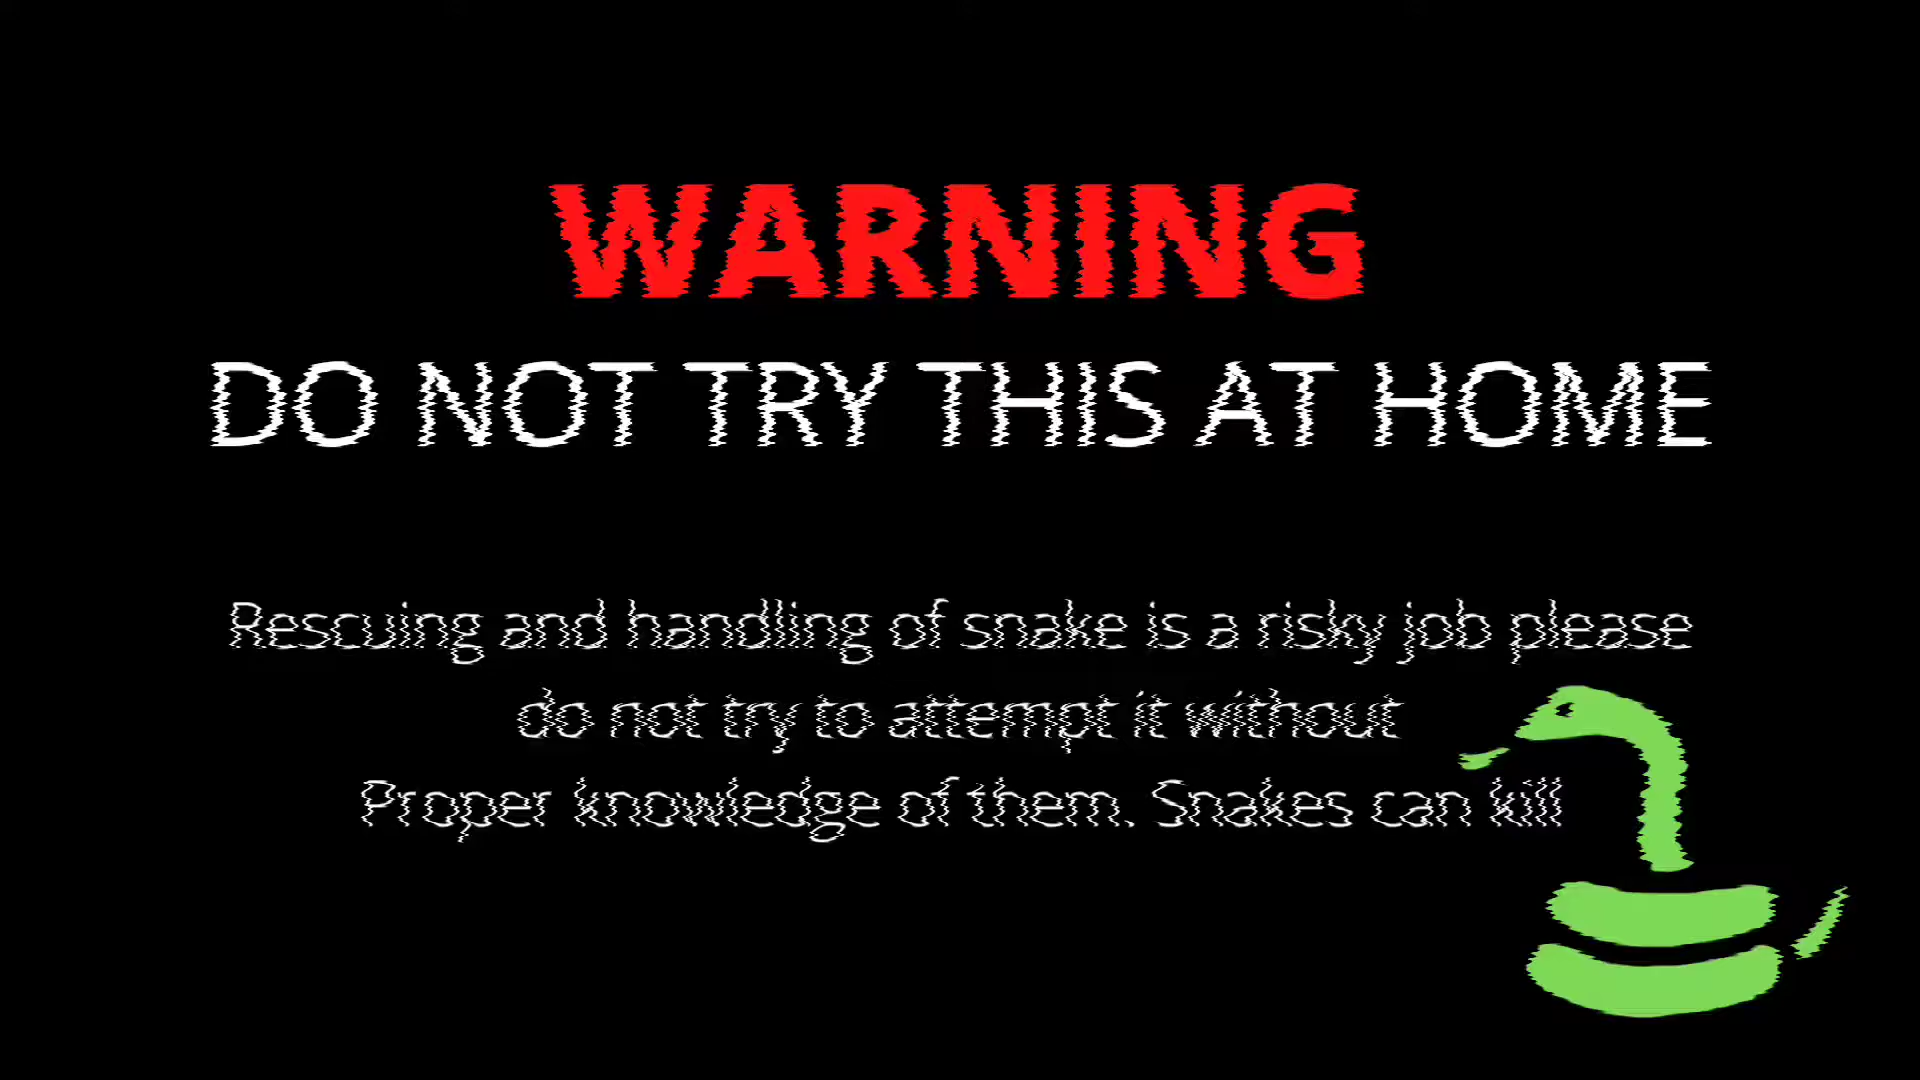 WARNING
DO NOT TRY THIS AT HOME
Rescuing and handling of snake is a risky job please
do not try to attempt it without
Proper knowledge of them. Snakes can kill